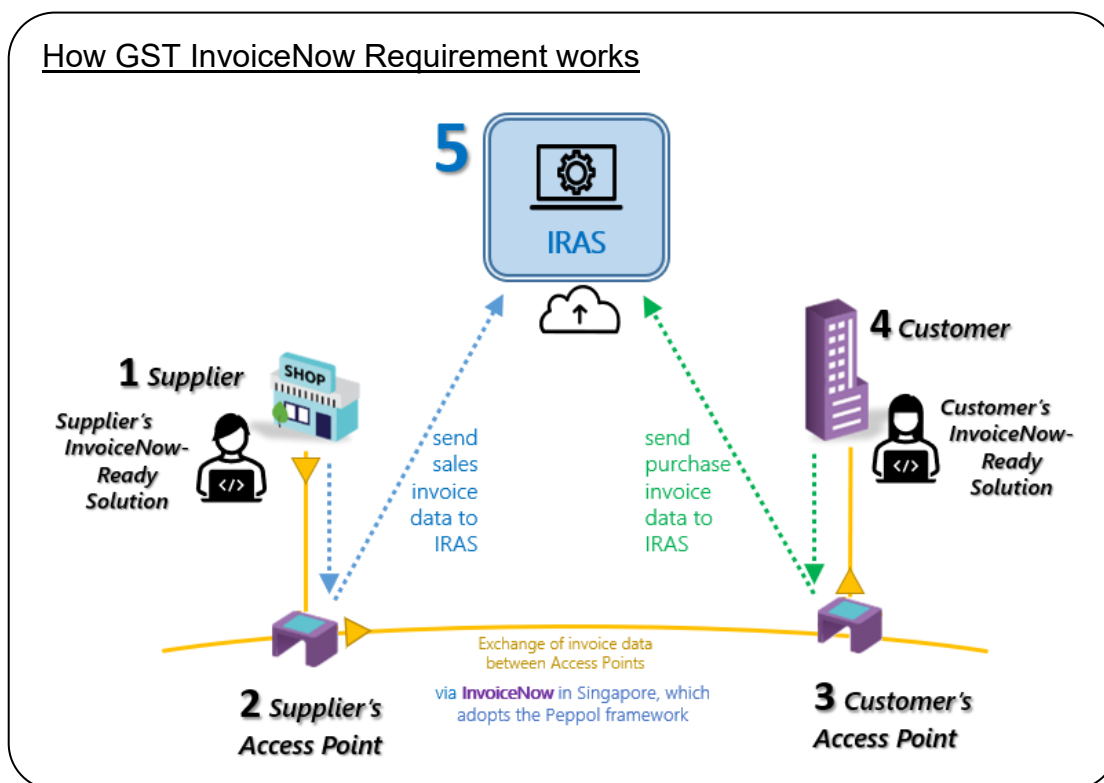 How GST InvoiceNow Requirement works
5
IRAS
1 Supplier
SHOP
Supplier's
InvoiceNow-
Ready
Solution
</>
send
sales
invoice
data to
IRAS
send
purchase
invoice
data to
IRAS
4 Customer
Customer's
InvoiceNow-
Ready
Solution
</>
Exchange of invoice data
between Access Points
via InvoiceNow in Singapore, which
adopts the Peppol framework
2 Supplier's
Access Point
3 Customer's
Access Point